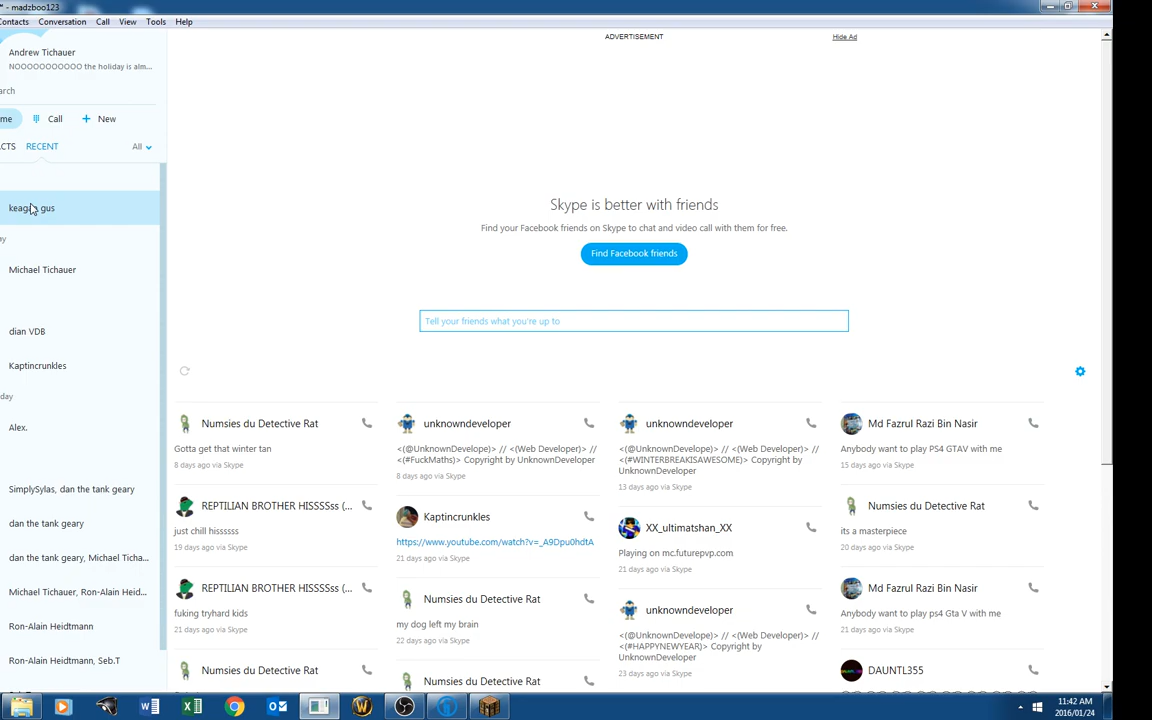 - madzboo123
Contacts Conversation Call View Tools Help
Andrew Tichauer
NOOOOOOOOOOO the holiday is alm...
arch
me Call + New
CTS RECENT All
keagan gus
ay
Michael Tichauer
dian VDB
Kaptincrunkles
day
Alex.
SimplySylas, dan the tank geary
dan the tank geary
dan the tank geary, Michael Ticha...
Michael Tichauer, Ron-Alain Heid...
Ron-Alain Heidtmann
Ron-Alain Heidtmann, Seb.T
ADVERTISEMENT Hide Ad
Skype is better with friends
Find your Facebook friends on Skype to chat and video call with them for free.
Find Facebook friends
Tell your friends what you're up to
Numsies du Detective Rat
Gotta get that winter tan
8 days ago via Skype
REPTILIAN BROTHER HISSSSss (...
just chill hissssss
19 days ago via Skype
REPTILIAN BROTHER HISSSSss (...
fuking tryhard kids
21 days ago via Skype
Numsies du Detective Rat
unknowndeveloper
<(@UnknownDevelope)> // <(Web Developer)> //
<(#FuckMaths)> Copyright by UnknownDeveloper
8 days ago via Skype
Kaptincrunkles
https://www.youtube.com/watch?v=_A9Dpu0hdtA
21 days ago via Skype
Numsies du Detective Rat
my dog left my brain
22 days ago via Skype
Numsies du Detective Rat
unknowndeveloper
<(@UnknownDevelope)> // <(Web Developer)> //
<(#WINTERBREAKISAWESOME)> Copyright by
UnknownDeveloper
13 days ago via Skype
XX_ultimatshan_XX
Playing on mc.futurepvp.com
21 days ago via Skype
unknowndeveloper
<(@UnknownDevelope)> // <(Web Developer)> //
<(#HAPPYNEWYEAR)> Copyright by
UnknownDeveloper
23 days ago via Skype
Md Fazrul Razi Bin Nasir
Anybody want to play PS4 GTAV with me
15 days ago via Skype
Numsies du Detective Rat
its a masterpiece
20 days ago via Skype
Md Fazrul Razi Bin Nasir
Anybody want to play ps4 Gta V with me
21 days ago via Skype
DAUNTL355
11:42 AM
2016/01/24